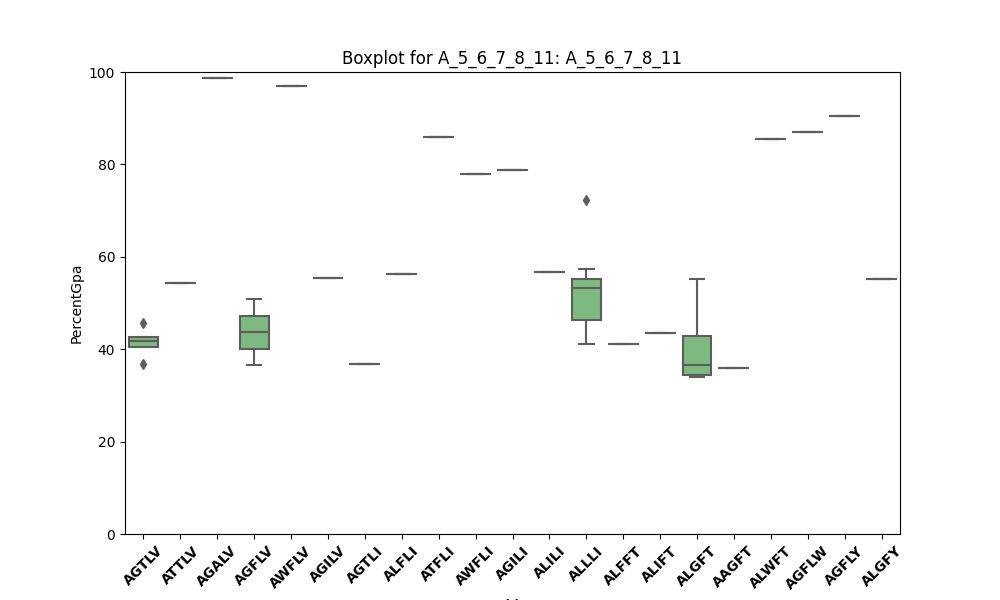 Boxplot for A_5_6_7_8_11: A_5_6_7_8_11
PercentGpa
100
80
60
40
20
0
AGTLV
ATTLV
AGALV
AGFLV
AWFLV
AGILV
AGTLI
ALFLI
ATFLI
AWFLI
AGILI
ALILI
ALLLI
ALFFT
ALIFT
ALGFT
AAGFT
ALWFT
AGFLW
AGFLY
ALGFY